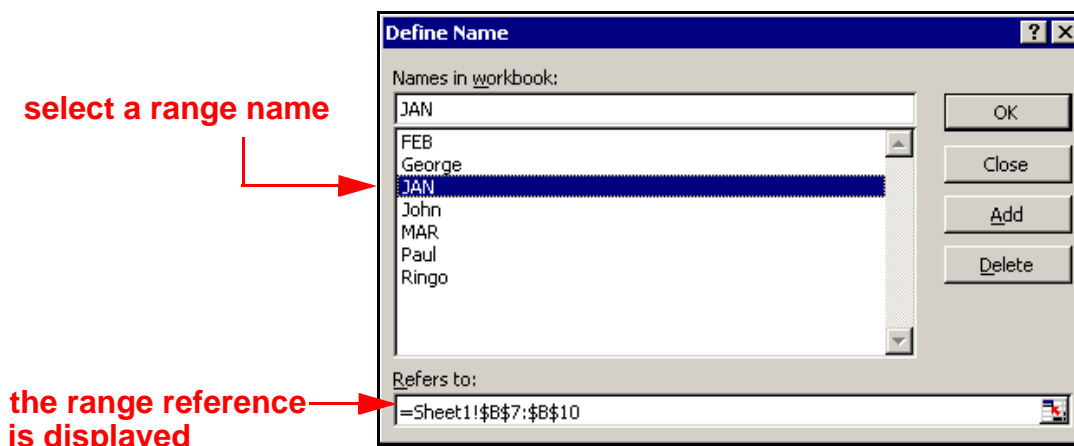 Define Name
Names in workbook:
select a range name
JAN
OK
FEB
George
Close
JAN
John
Add
MAR
Paul
Delete
Ringo
Refers to:
the range reference
is displayed
=Sheet1!$B$7:$B$10